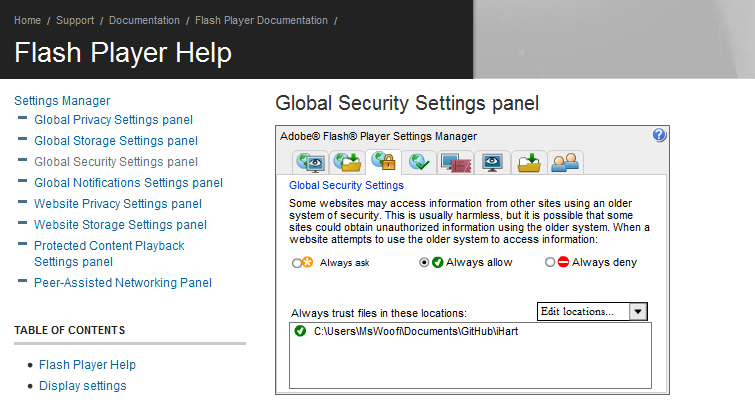 Home / Support / Documentation / Flash Player Documentation /
Flash Player Help
Settings Manager
Global Privacy Settings panel
Global Storage Settings panel
Global Security Settings panel
Global Notifications Settings panel
Website Privacy Settings panel
Website Storage Settings panel
Protected Content Playback
Settings panel
Peer-Assisted Networking Panel
TABLE OF CONTENTS
Flash Player Help
Display settings
Global Security Settings panel
Adobe® Flash® Player Settings Manager
?
Global Security Settings
Some websites may access information from other sites using an older
system of security. This is usually harmless, but it is possible that some
sites could obtain unauthorized information using the older system. When a
website attempts to use the older system to access information:
Always ask Always allow Always deny
Always trust files in these locations: Edit locations...
C:\Users\MsWoofi\Documents\GitHub\iHart